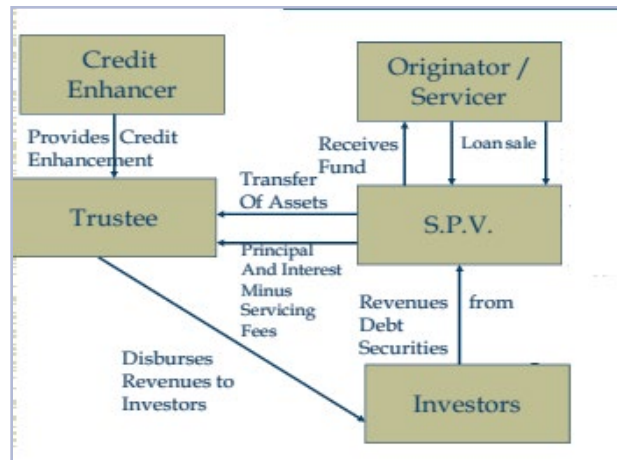 Credit
Enhancer
Originator /
Servicer
Provides Credit
Enhancement
Receives
Fund
Loan sale
Transfer
Of Assets
Trustee
S.P.V.
Principal
And Interest
Minus
Servicing
Fees
Revenues from
Debt
Securities
Disburses
Revenues to
Investors
Investors